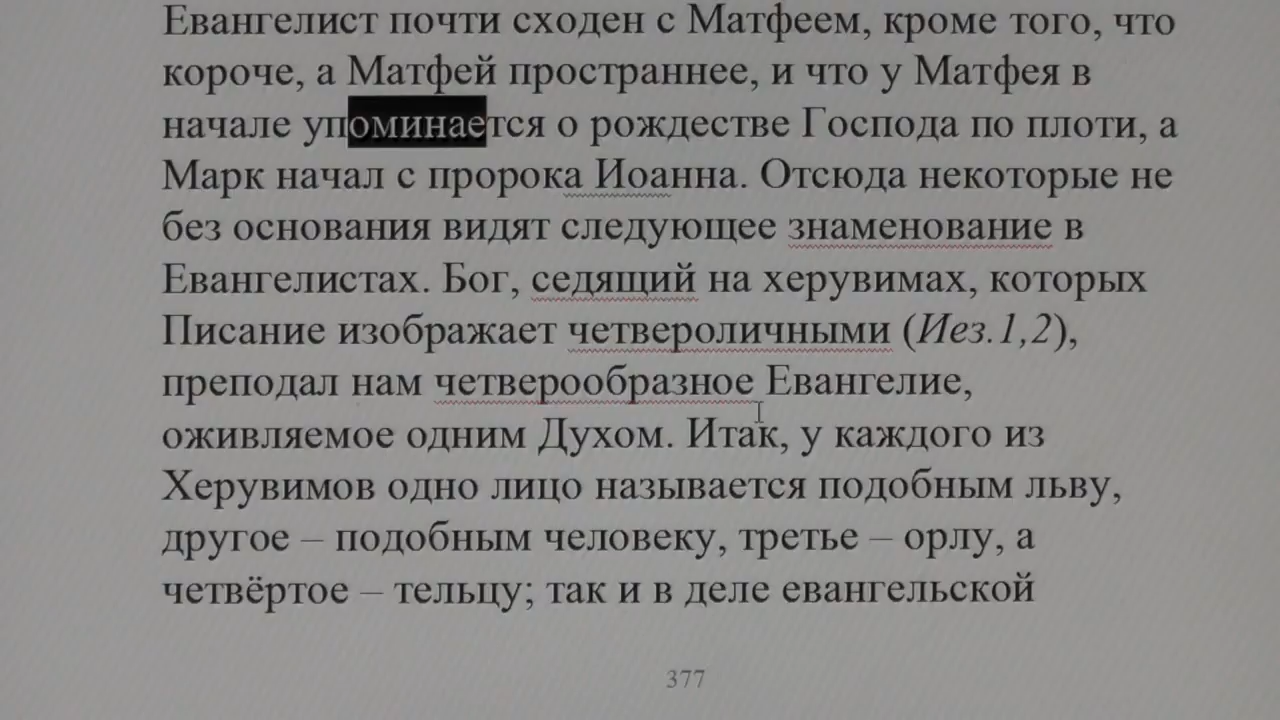 Евангелист почти сходен с Матфеем, кроме того, что
короче, а Матфей пространнее, и что у Матфея в
начале упоминается о рождестве Господа по плоти, а
Марк начал с пророка Иоанна. Отсюда некоторые не
без основания видят следующее знаменование в
Евангелистах. Бог, седящий на херувимах, которых
Писание изображает четвероличными (Иез.1,2),
преподал нам четверообразное Евангелие,
оживляемое одним Духом. Итак, у каждого из
Херувимов одно лицо называется подобным льву,
другое – подобным человеку, третье – орлу, а
четвёртое – тельцу; так и в деле евангельской
377